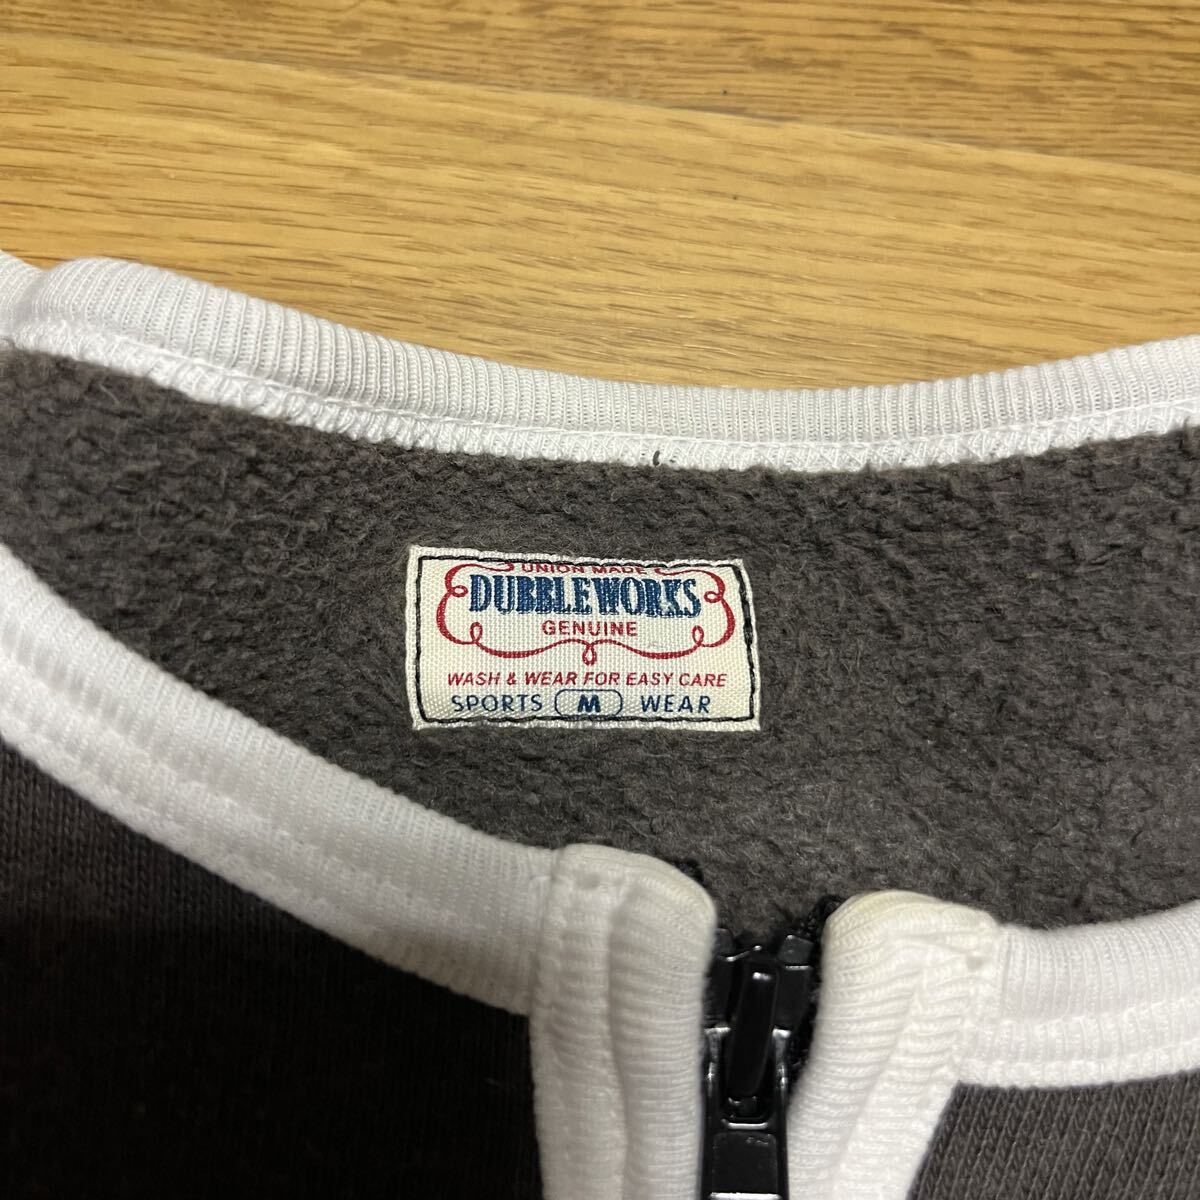 UNION MADE
DUBBLEWORKS
GENUINE
WASH & WEAR FOR EASY CARE
SPORTS M WEAR